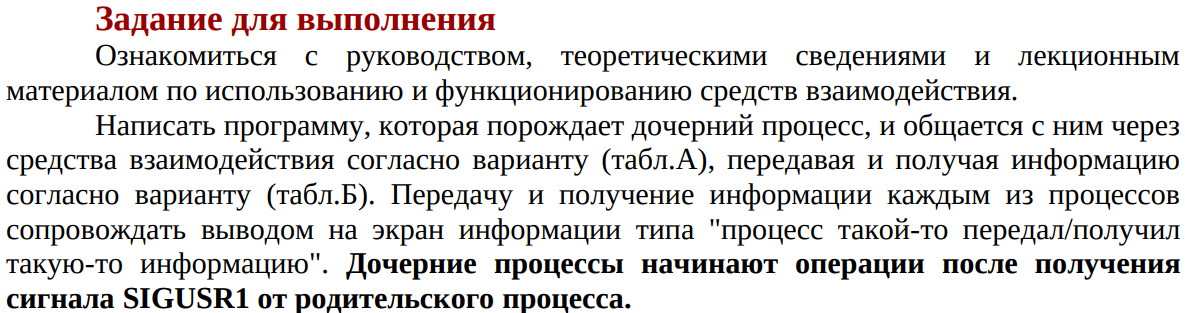 Задание для выполнения
Ознакомиться с руководством, теоретическими сведениями и лекционным
материалом по использованию и функционированию средств взаимодействия.
Написать программу, которая порождает дочерний процесс, и общается с ним через
средства взаимодействия согласно варианту (табл.А), передавая и получая информацию
согласно варианту (табл.Б). Передачу и получение информации каждым из процессов
сопровождать выводом на экран информации типа "процесс такой-то передал/получил
такую-то информацию". Дочерние процессы начинают операции после получения
сигнала SIGUSR1 от родительского процесса.